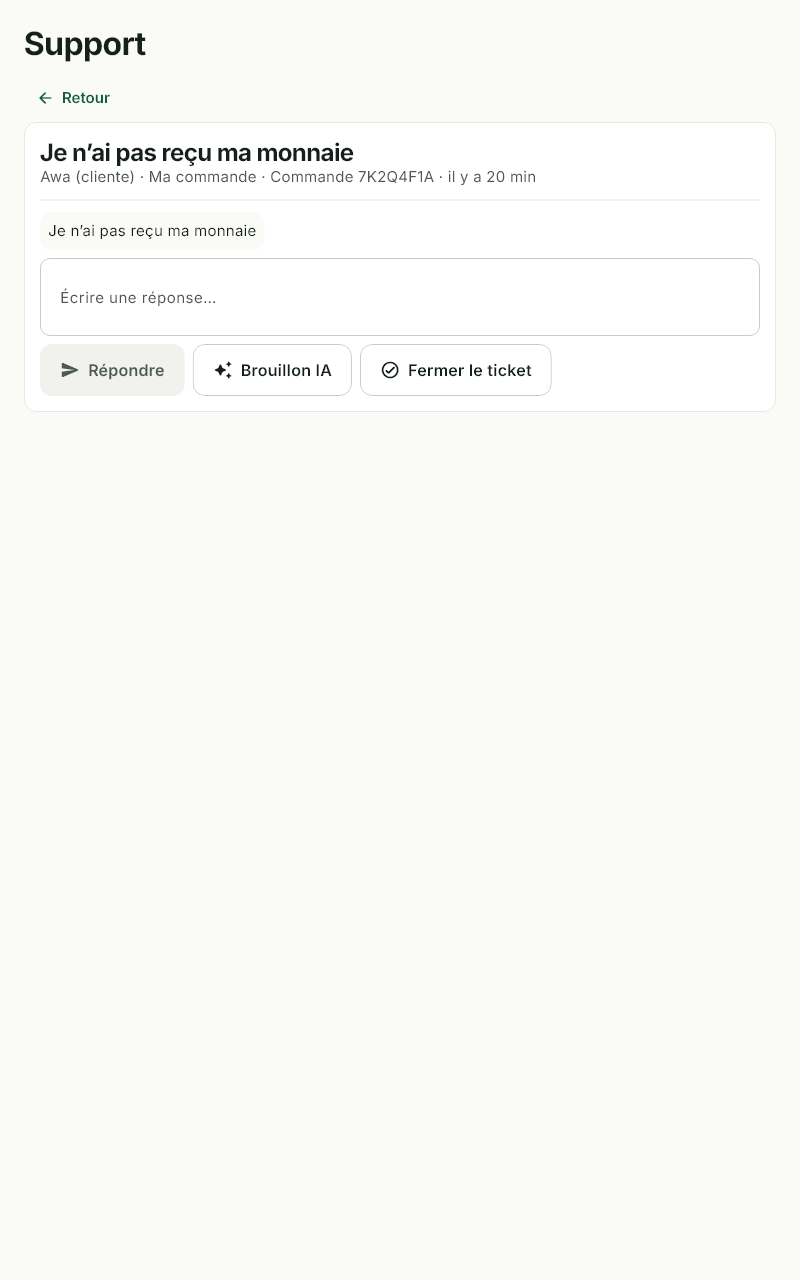 Support
Retour
Je n’ai pas reçu ma monnaie
Awa (cliente) · Ma commande · Commande 7K2Q4F1A · il y a 20 min
Je n’ai pas reçu ma monnaie
Écrire une réponse…
Répondre
Brouillon IA
Fermer le ticket